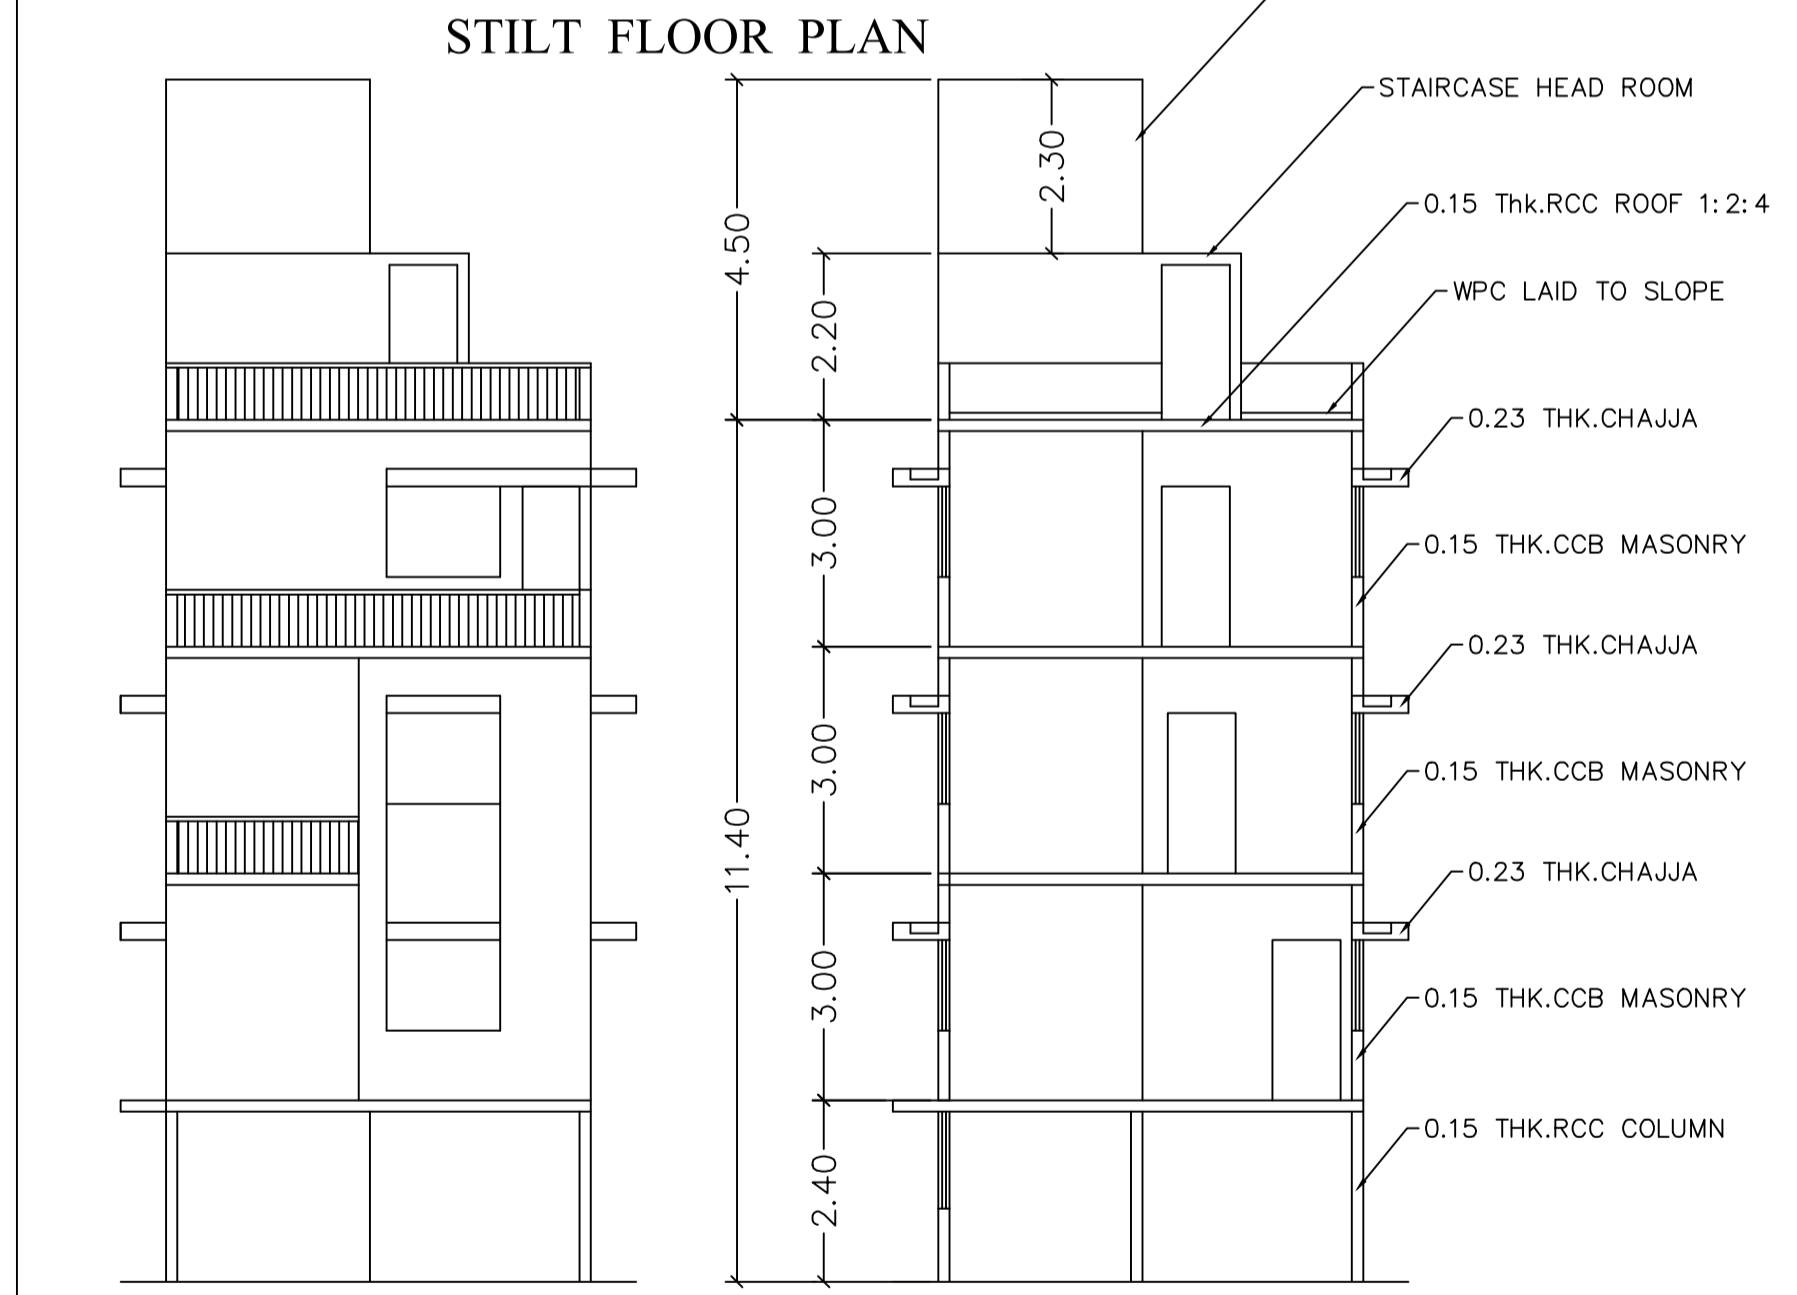 STILT FLOOR PLAN
STAIRCASE HEAD ROOM
2.30
0.15 Thk.RCC ROOF 1:2:4
4.50
WPC LAID TO SLOPE
2.20
0.23 THK.CHAJJA
3.00
0.15 THK.CCB MASONRY
0.23 THK.CHAJJA
3.00
0.15 THK.CCB MASONRY
11.40
0.23 THK.CHAJJA
3.00
0.15 THK.CCB MASONRY
0.15 THK.RCC COLUMN
2.40